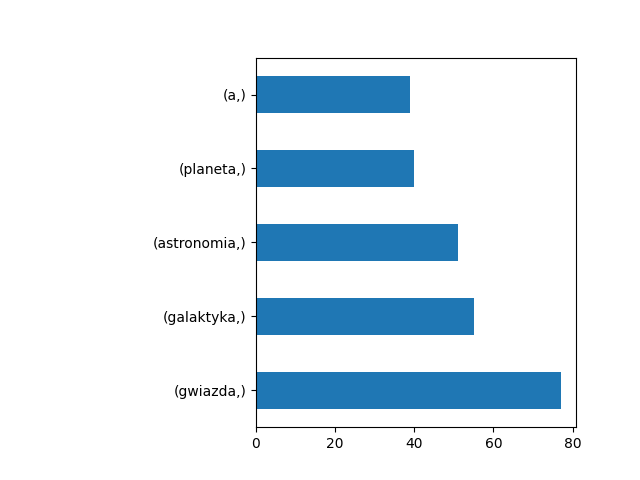 (a,)
(planeta,)
(astronomia,)
(galaktyka,)
(gwiazda,)
0 20 40 60 80